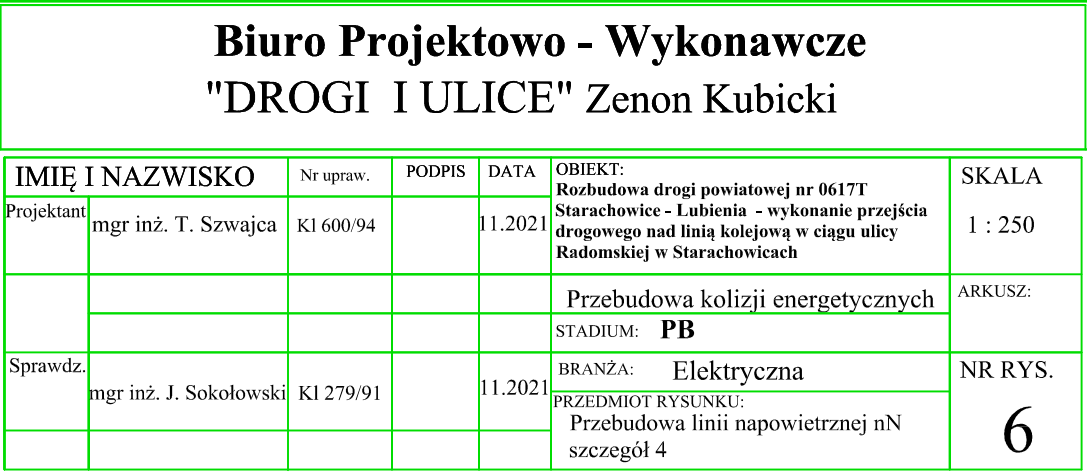 Biuro Projektowo - Wykonawcze
"DROGI I ULICE" Zenon Kubicki
IMIĘ I NAZWISKO
Nr upraw.
PODPIS
DATA
OBIEKT:
Rozbudowa drogi powiatowej nr 0617T
Starachowice - Lubienia - wykonanie przejścia
drogowego nad linią kolejową w ciągu ulicy
Radomskiej w Starachowicach
SKALA
1 : 250
Projektant
mgr inż. T. Szwajca
Kl 600/94
11.2021
Przebudowa kolizji energetycznych
ARKUSZ:
STADIUM: PB
Sprawdz.
mgr inż. J. Sokołowski
Kl 279/91
11.2021
BRANŻA: Elektryczna
NR RYS.
6
PRZEDMIOT RYSUNKU:
Przebudowa linii napowietrznej nN
szczegół 4